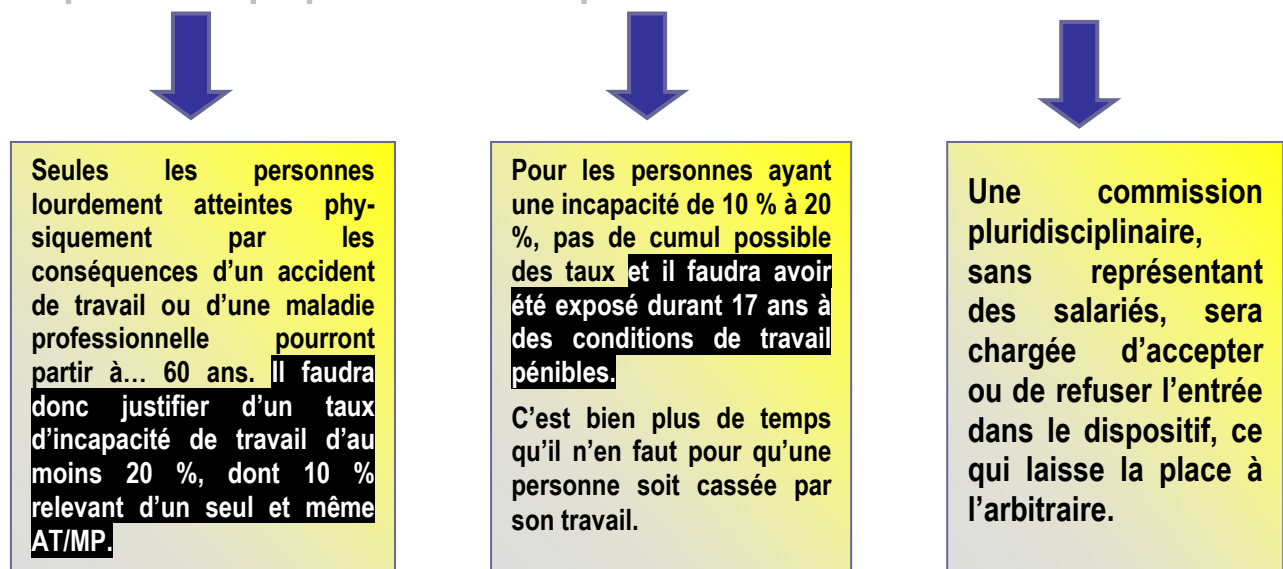 Seules les personnes
lourdement atteintes phy-
siquement par les
conséquences d'un accident
de travail ou d'une maladie
professionnelle pourront
partir à… 60 ans. Il faudra
donc justifier d'un taux
d'incapacité de travail d'au
moins 20 %, dont 10 %
relevant d'un seul et même
AT/MP.
Pour les personnes ayant
une incapacité de 10 % à 20
%, pas de cumul possible
des taux et il faudra avoir
été exposé durant 17 ans à
des conditions de travail
pénibles.
C'est bien plus de temps
qu'il n'en faut pour qu'une
personne soit cassée par
son travail.
Une commission
pluridisciplinaire,
sans représentant
des salariés, sera
chargée d'accepter
ou de refuser l'entrée
dans le dispositif, ce
qui laisse la place à
l'arbitraire.